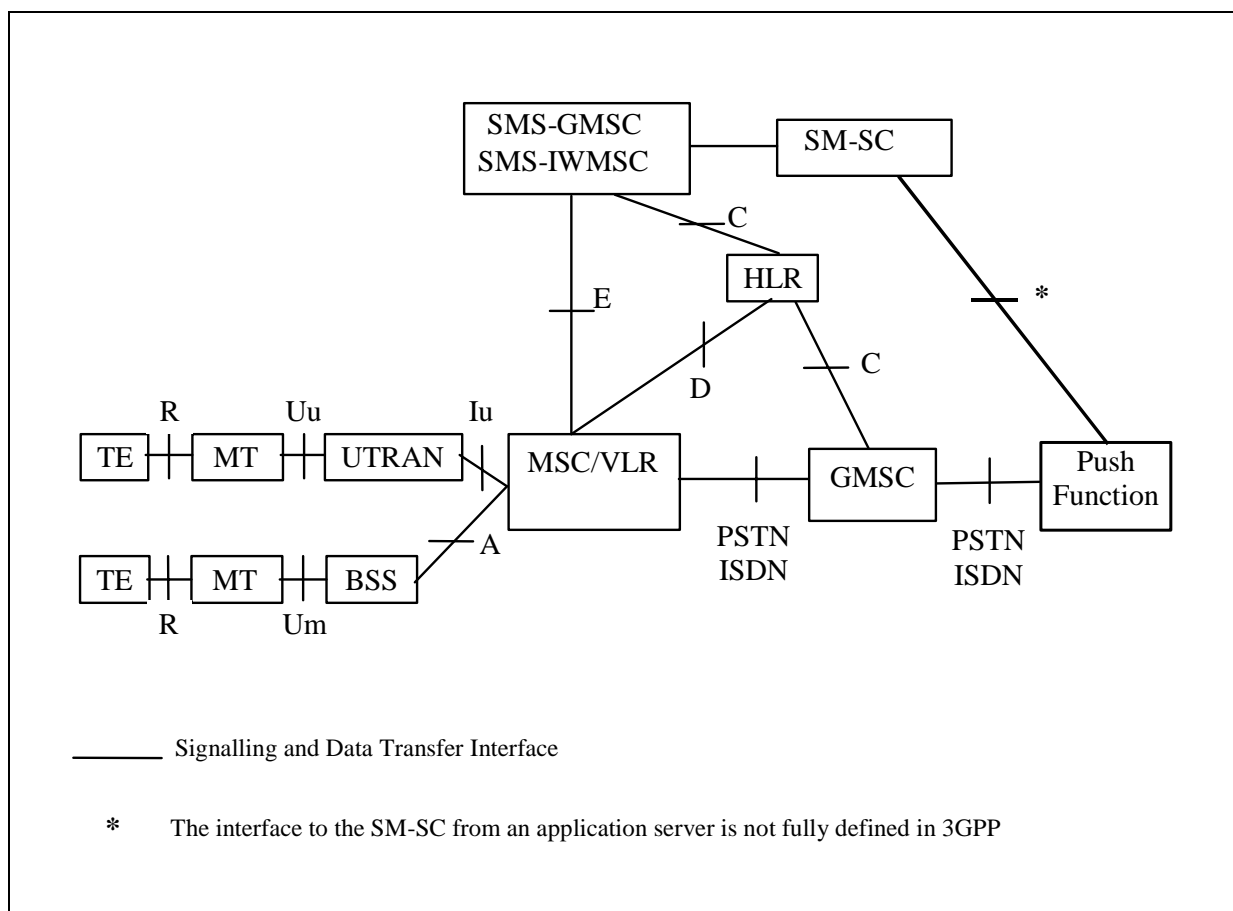 SMS-GMSC
SMS-IWMSC
SM-SC
C
HLR
E
*
D
C
R
Uu
Iu
TE
MT
UTRAN
MSC/VLR
GMSC
Push
Function
A
PSTN
ISDN
PSTN
ISDN
TE
MT
BSS
R
Um
Signalling and Data Transfer Interface
* The interface to the SM-SC from an application server is not fully defined in 3GPP